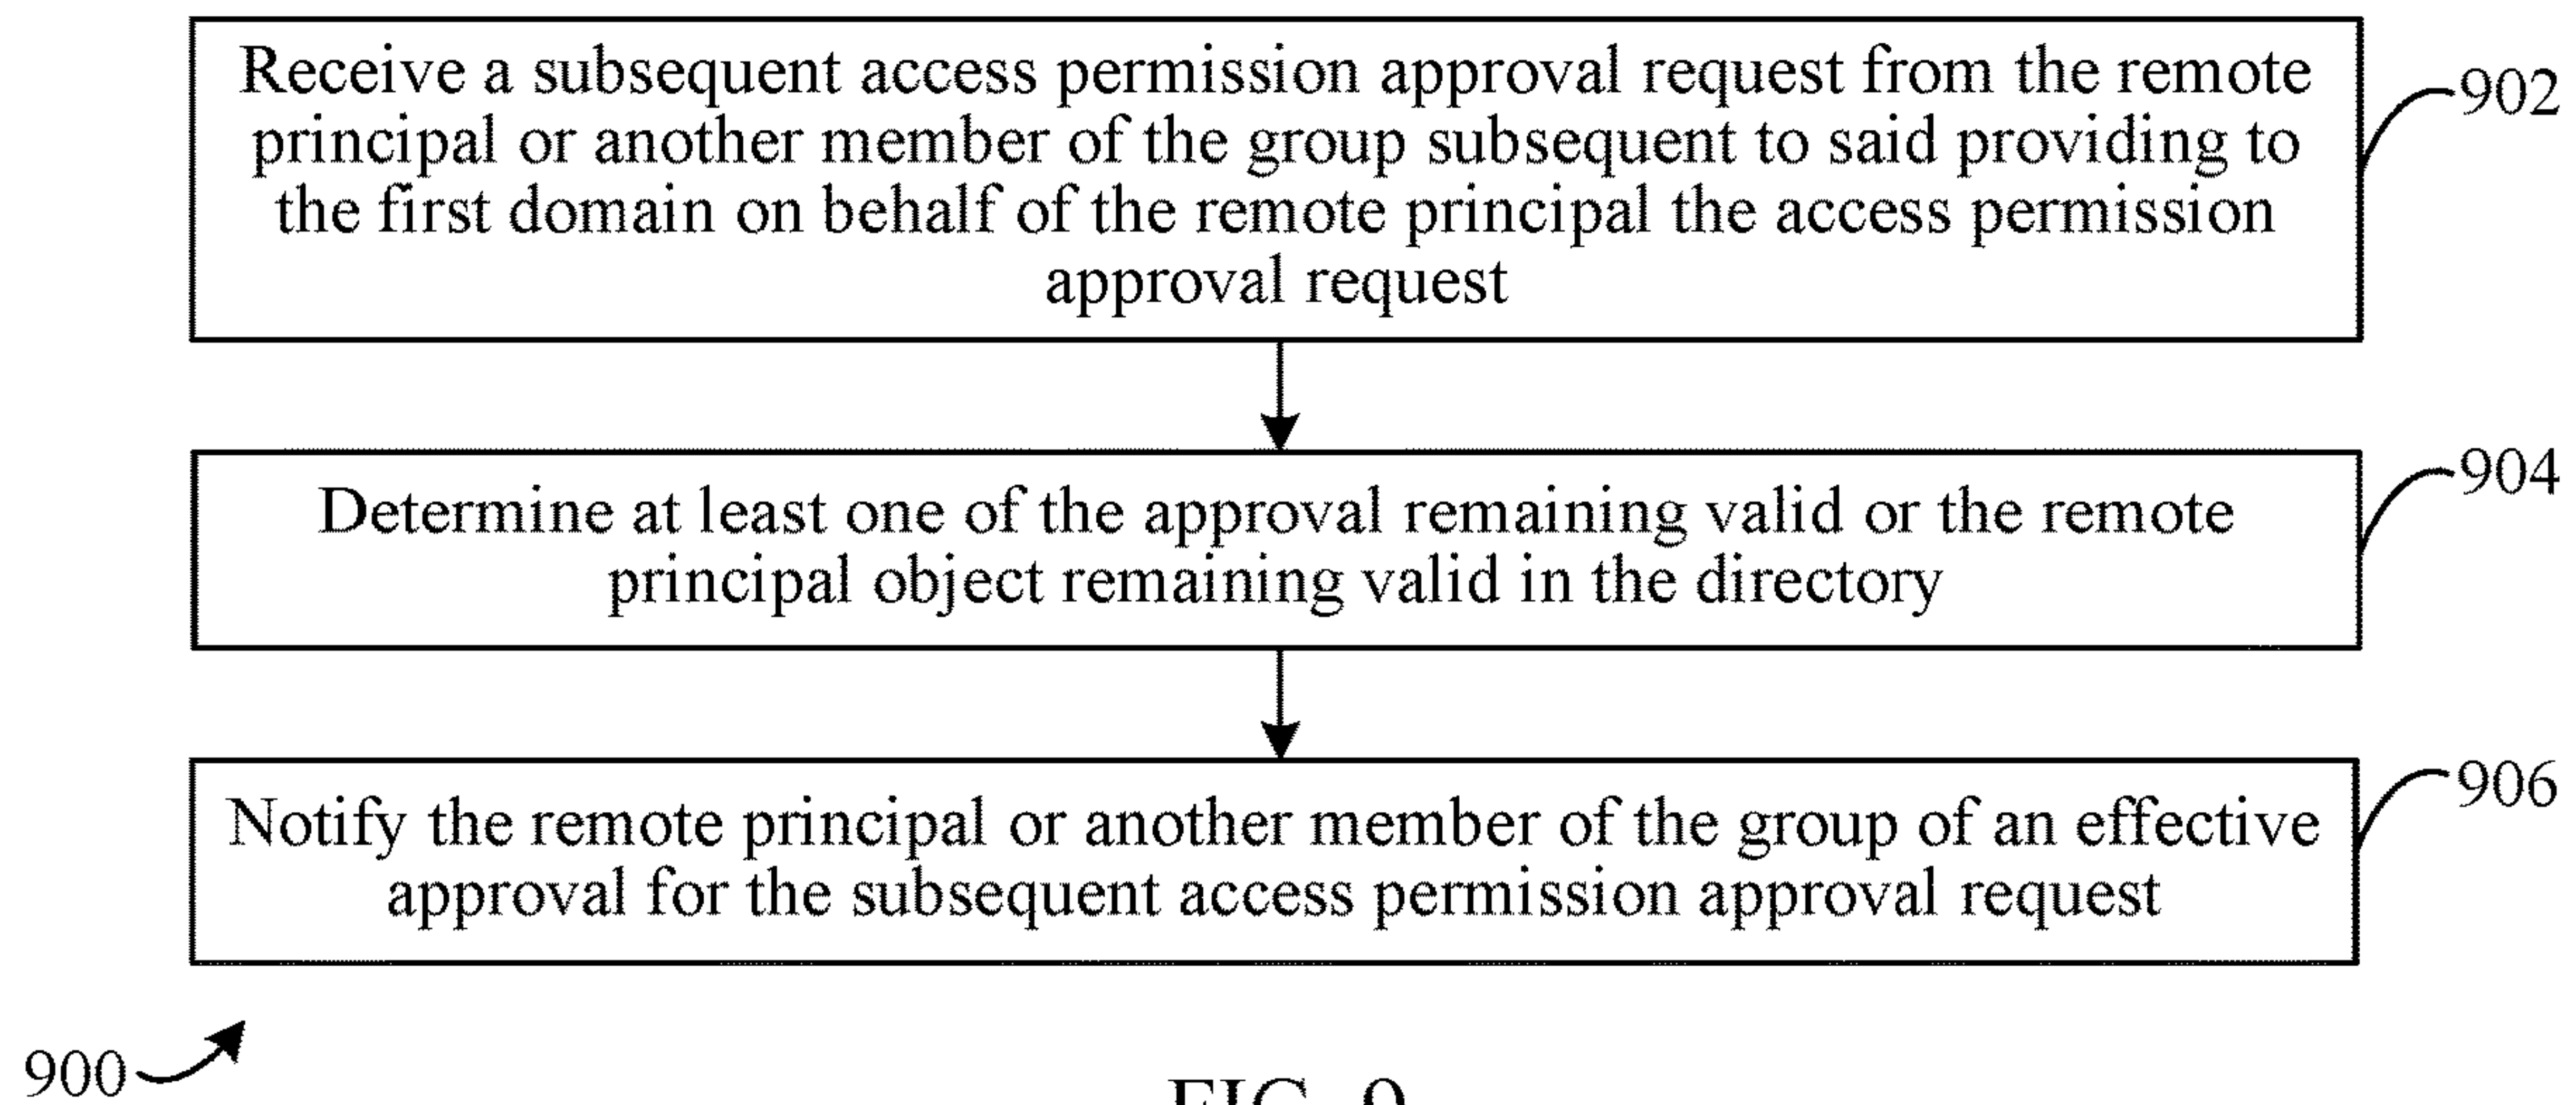 Receive a subsequent access permission approval request from the remote
principal or another member of the group subsequent to said providing to
the first domain on behalf of the remote principal the access permission
approval request
902
Determine at least one of the approval remaining valid or the remote
principal object remaining valid in the directory
904
Notify the remote principal or another member of the group of an effective
approval for the subsequent access permission approval request
906
900
FIG. 9